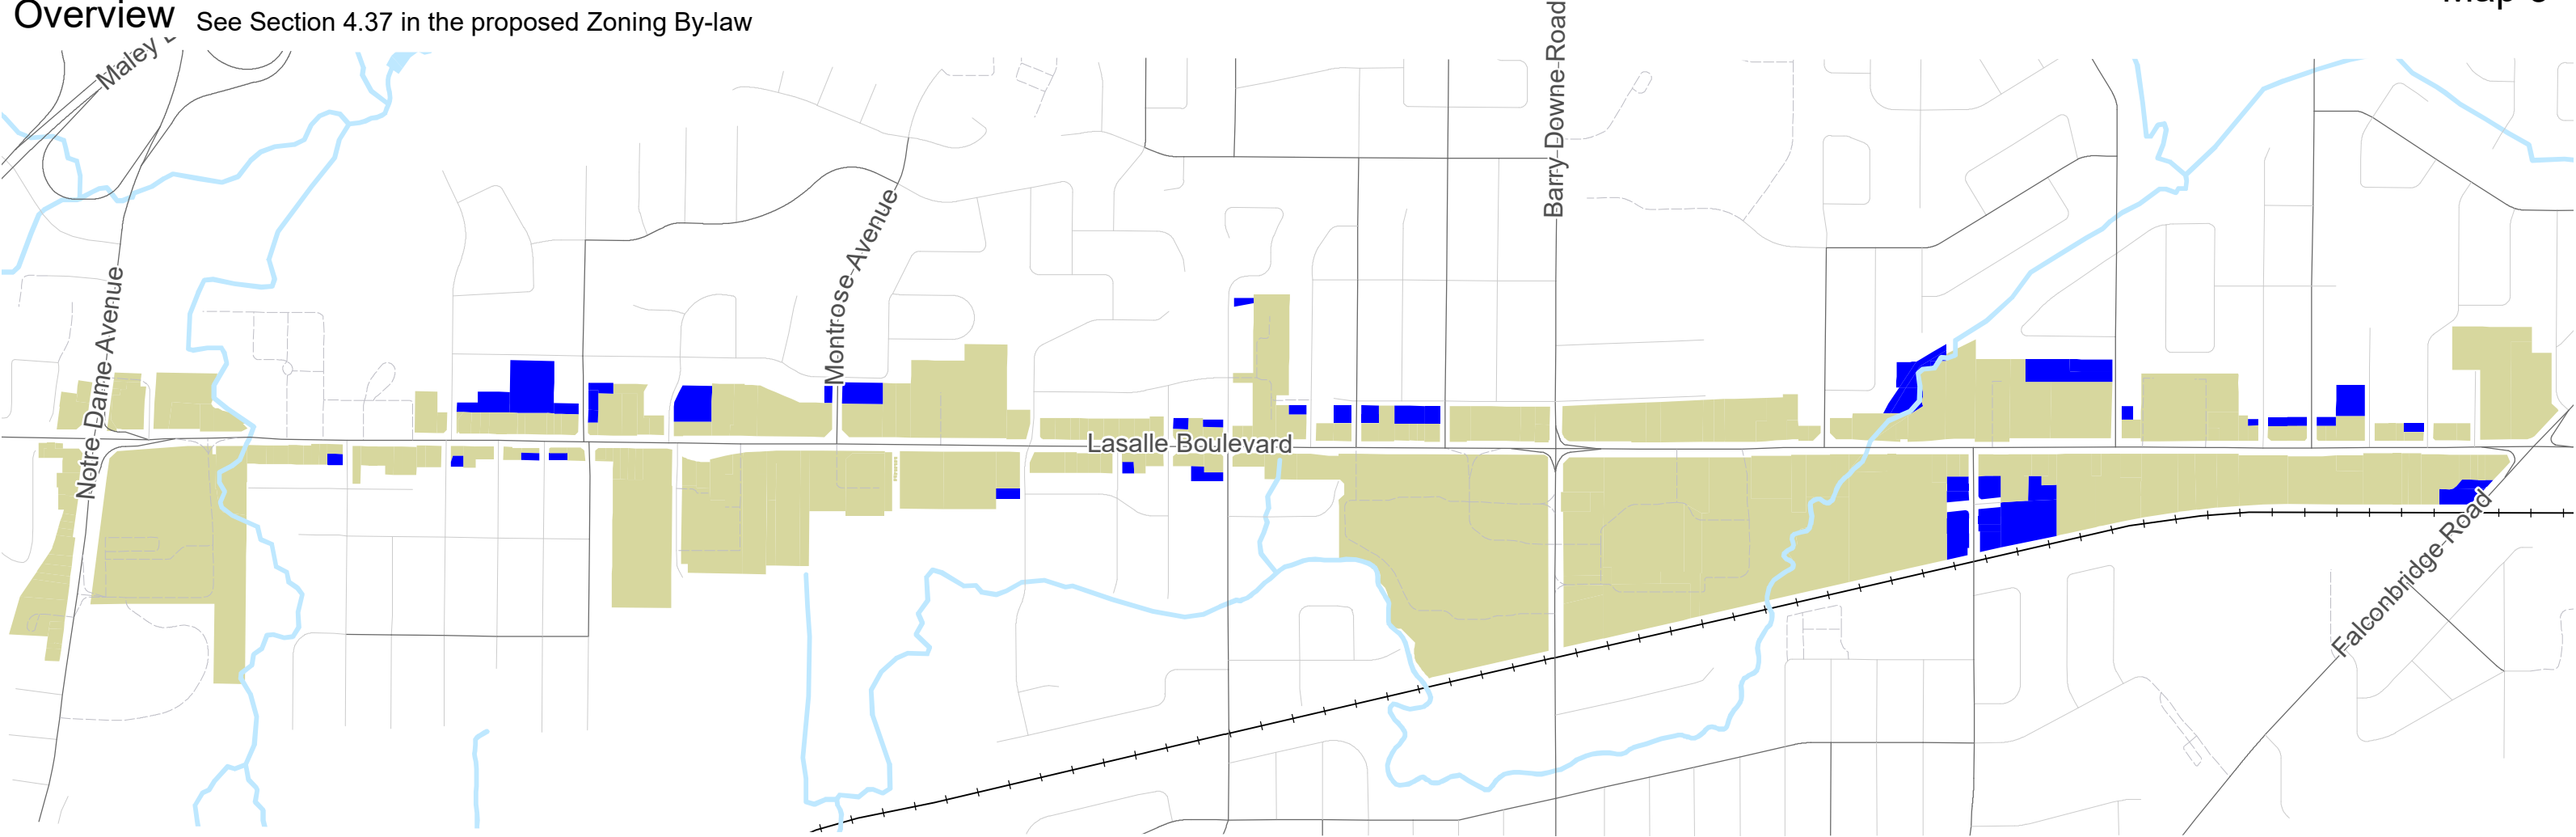 Overview See Section 4.37 in the proposed Zoning By-law
Maley
Barry Downe Road
Montrose Avenue
Notre Dame Avenue
Lasalle Boulevard
Falconbridge Road